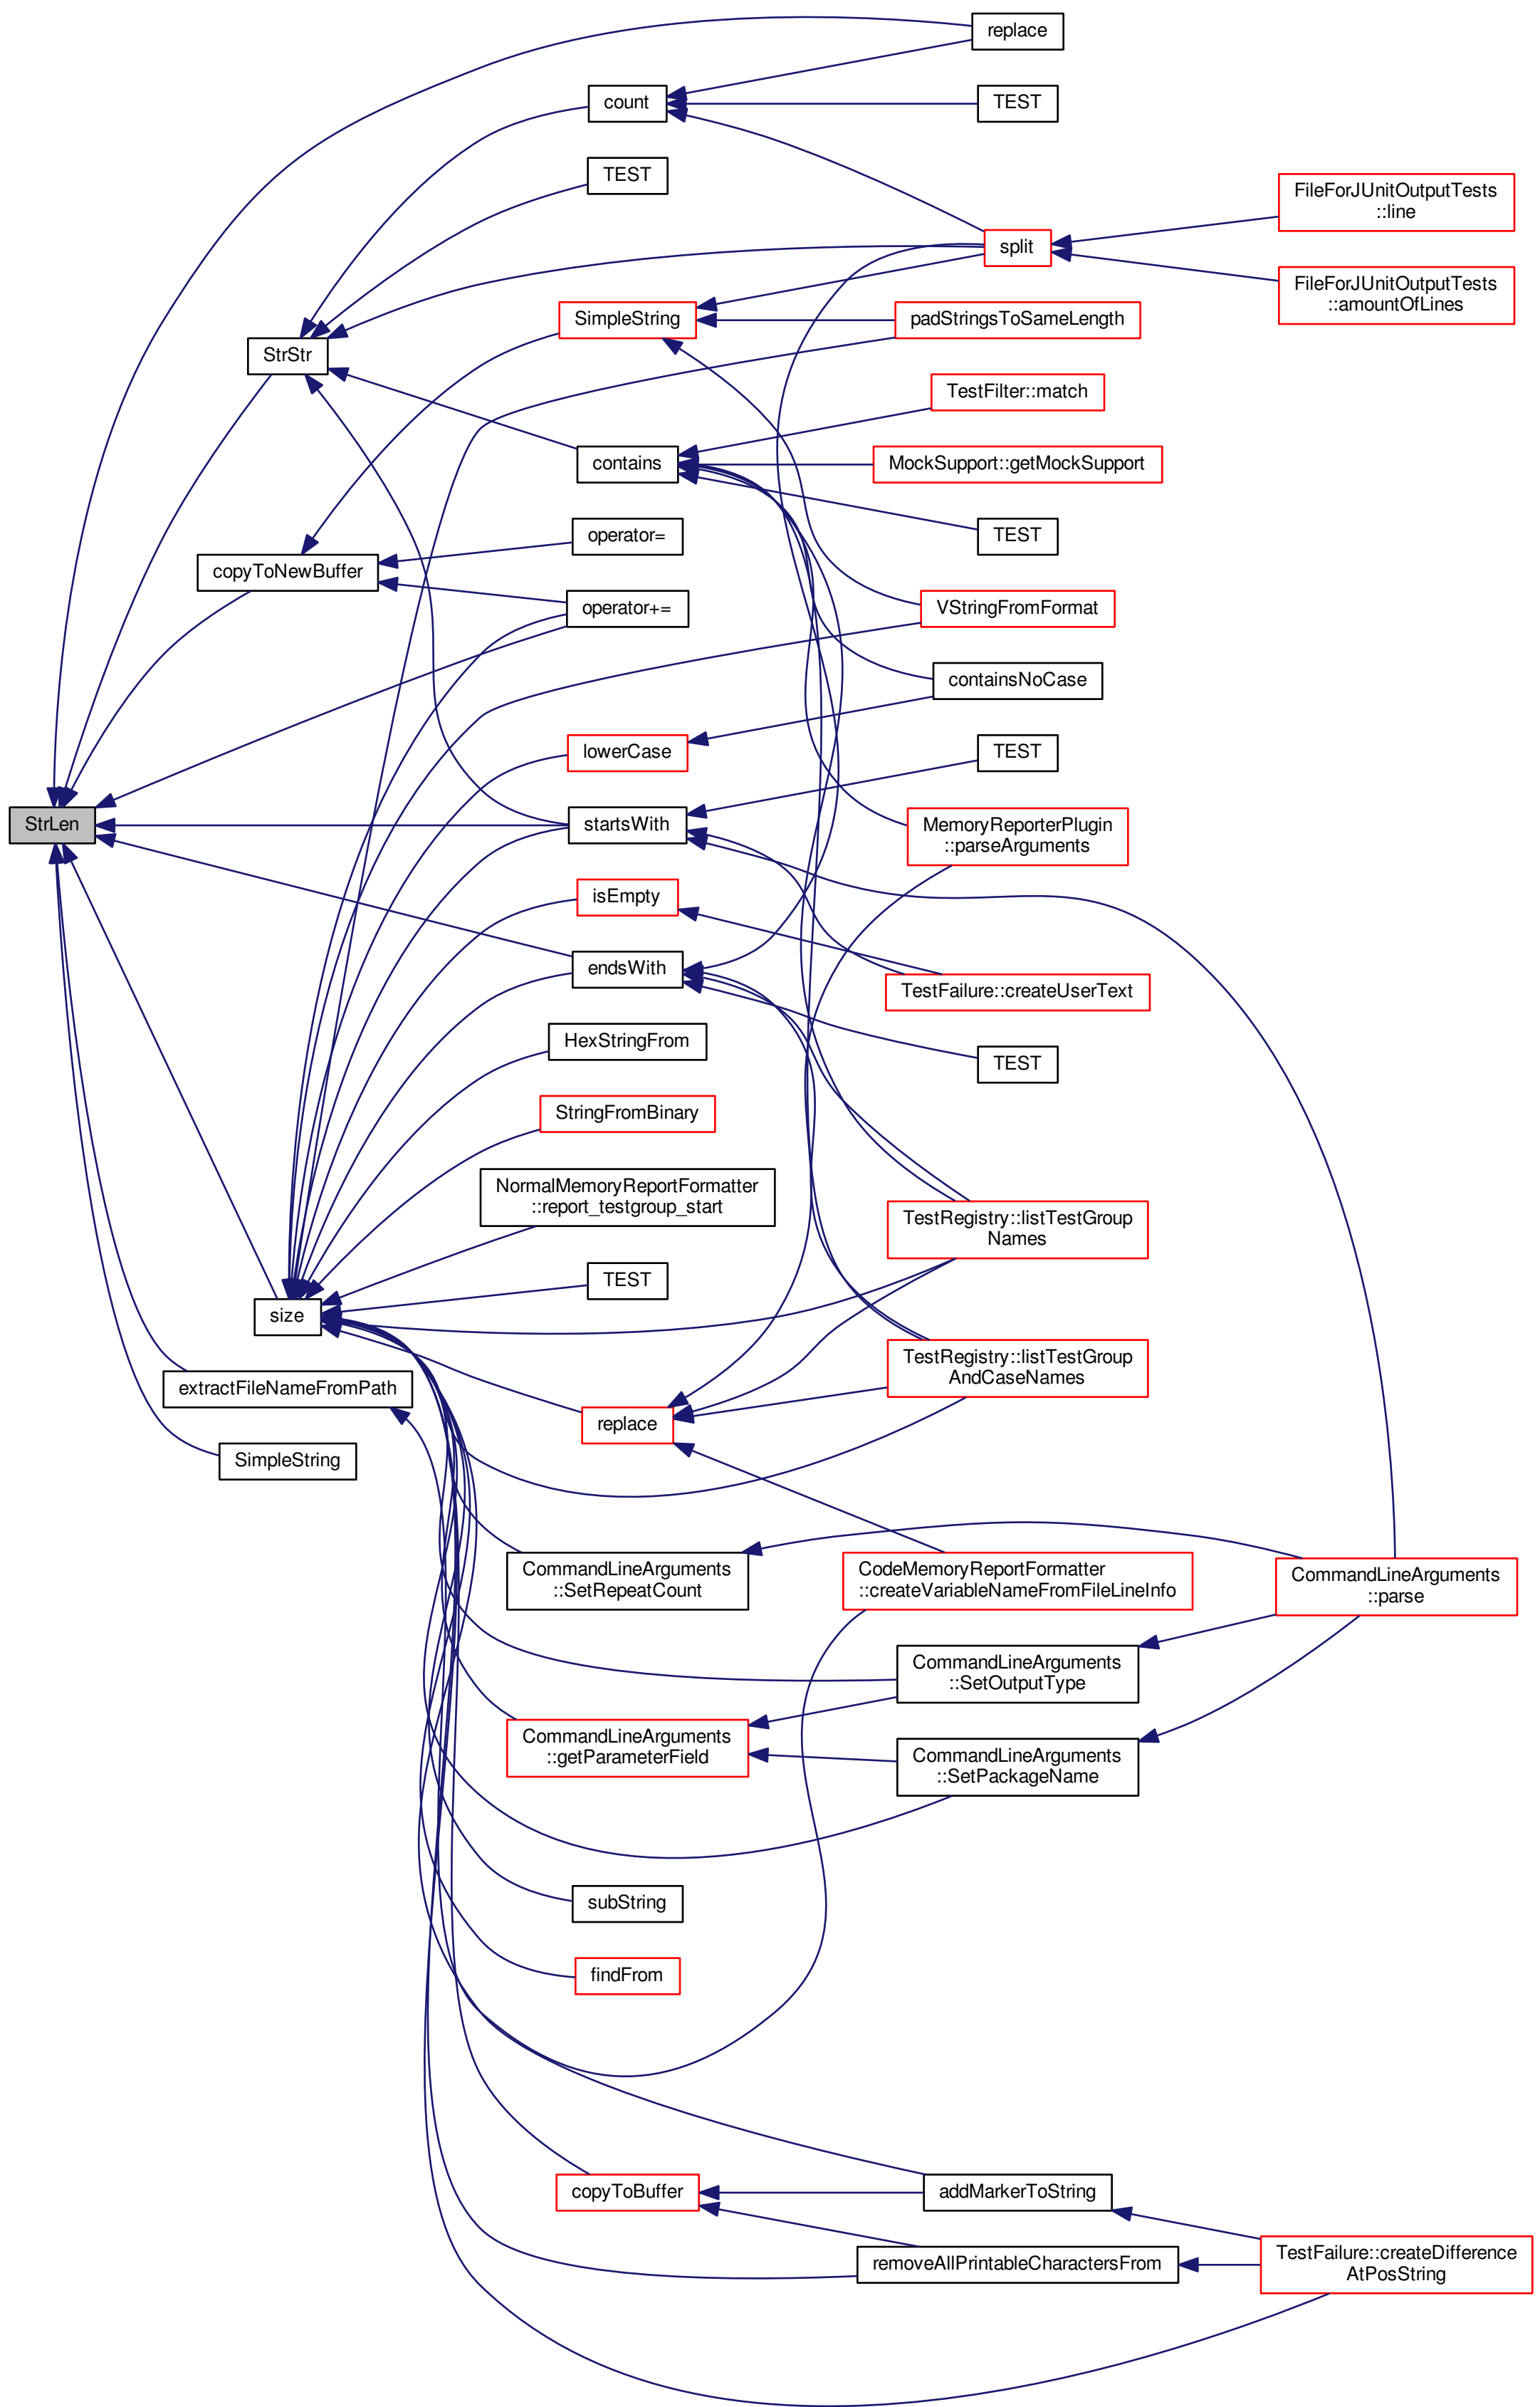 replace
count
TEST
TEST
FileForJUnitOutputTests
::line
split
FileForJUnitOutputTests
::amountOfLines
SimpleString
padStringsToSameLength
StrStr
TestFilter::match
contains
MockSupport::getMockSupport
operator=
TEST
copyToNewBuffer
operator+=
VStringFromFormat
containsNoCase
lowerCase
TEST
StrLen
startsWith
MemoryReporterPlugin
::parseArguments
isEmpty
endsWith
TestFailure::createUserText
HexStringFrom
TEST
StringFromBinary
NormalMemoryReportFormatter
::report_testgroup_start
TestRegistry::listTestGroup
Names
TEST
size
TestRegistry::listTestGroup
AndCaseNames
extractFileNameFromPath
replace
SimpleString
CommandLineArguments
::SetRepeatCount
CodeMemoryReportFormatter
::createVariableNameFromFileLineInfo
CommandLineArguments
::parse
CommandLineArguments
::SetOutputType
CommandLineArguments
::getParameterField
CommandLineArguments
::SetPackageName
subString
findFrom
copyToBuffer
addMarkerToString
removeAllPrintableCharactersFrom
TestFailure::createDifference
AtPosString